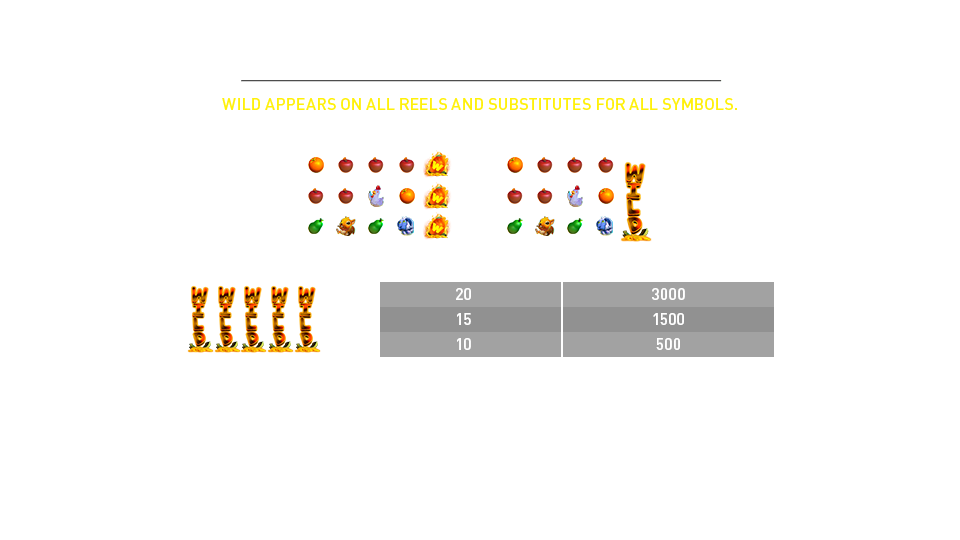 WILD APPEARS ON ALL REELS AND SUBSTITUTES FOR ALL SYMBOLS.
W
W
W
WILD
WILD WILD WILD WILD WILD
20 3000
15 1500
10 500